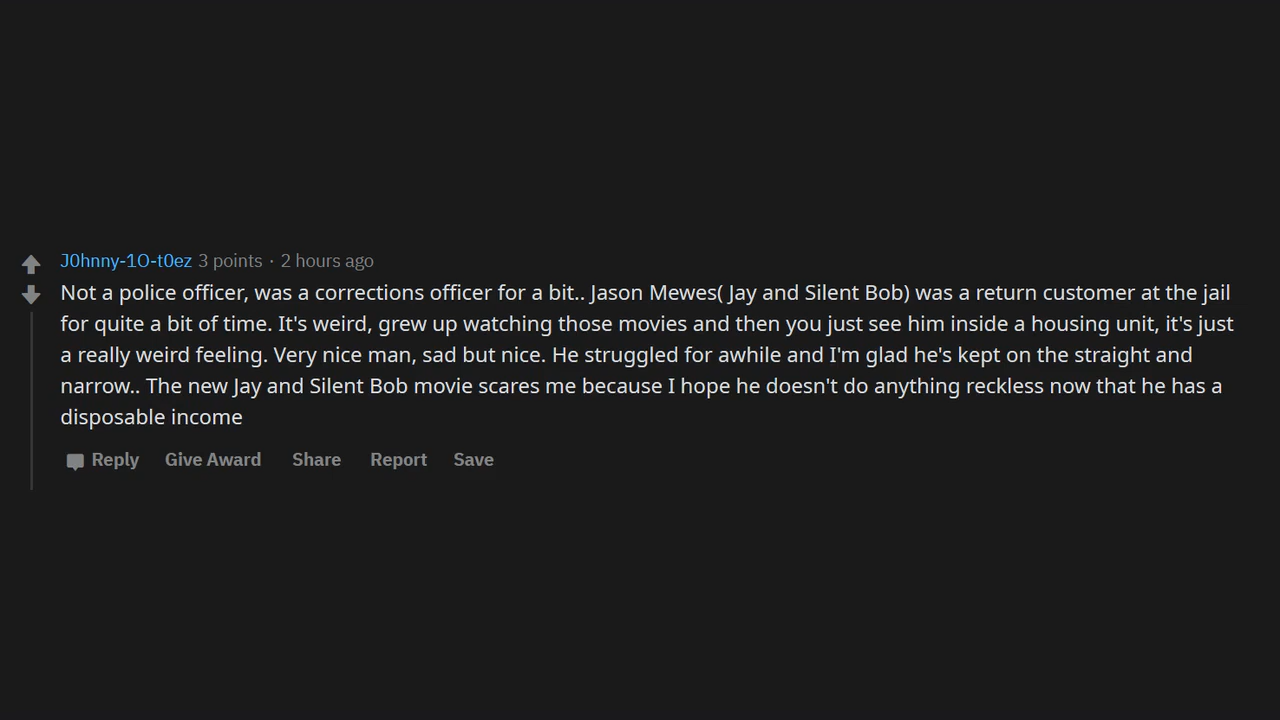 J0hnny-1O-t0ez 3 points · 2 hours ago
Not a police officer, was a corrections officer for a bit.. Jason Mewes( Jay and Silent Bob) was a return customer at the jail
for quite a bit of time. It's weird, grew up watching those movies and then you just see him inside a housing unit, it's just
a really weird feeling. Very nice man, sad but nice. He struggled for awhile and I'm glad he's kept on the straight and
narrow.. The new Jay and Silent Bob movie scares me because I hope he doesn't do anything reckless now that he has a
disposable income
Reply Give Award Share Report Save